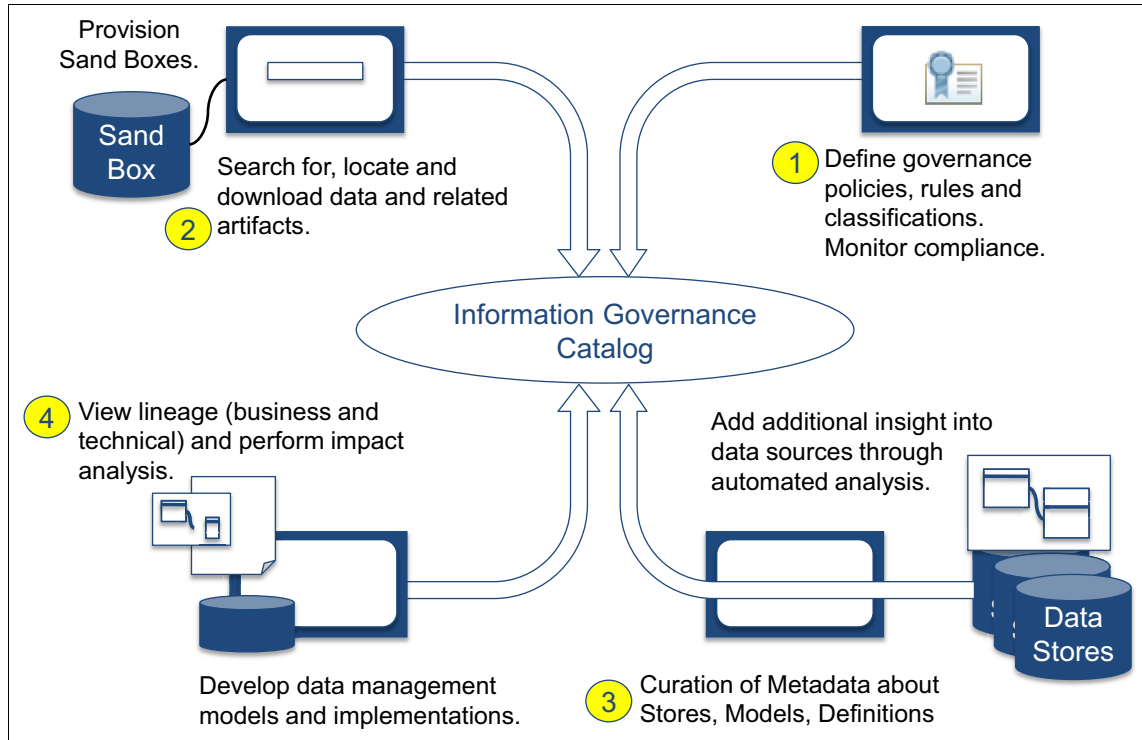 Provision
Sand Boxes.
Sand
Box
Search for, locate and
download data and related
artifacts.
2
1
Define governance
policies, rules and
classifications.
Monitor compliance.
Information Governance
Catalog
4
View lineage (business and
technical) and perform impact
analysis.
Develop data management
models and implementations.
Add additional insight into
data sources through
automated analysis.
S
S
Data
Stores
3
Curation of Metadata about
Stores, Models, Definitions